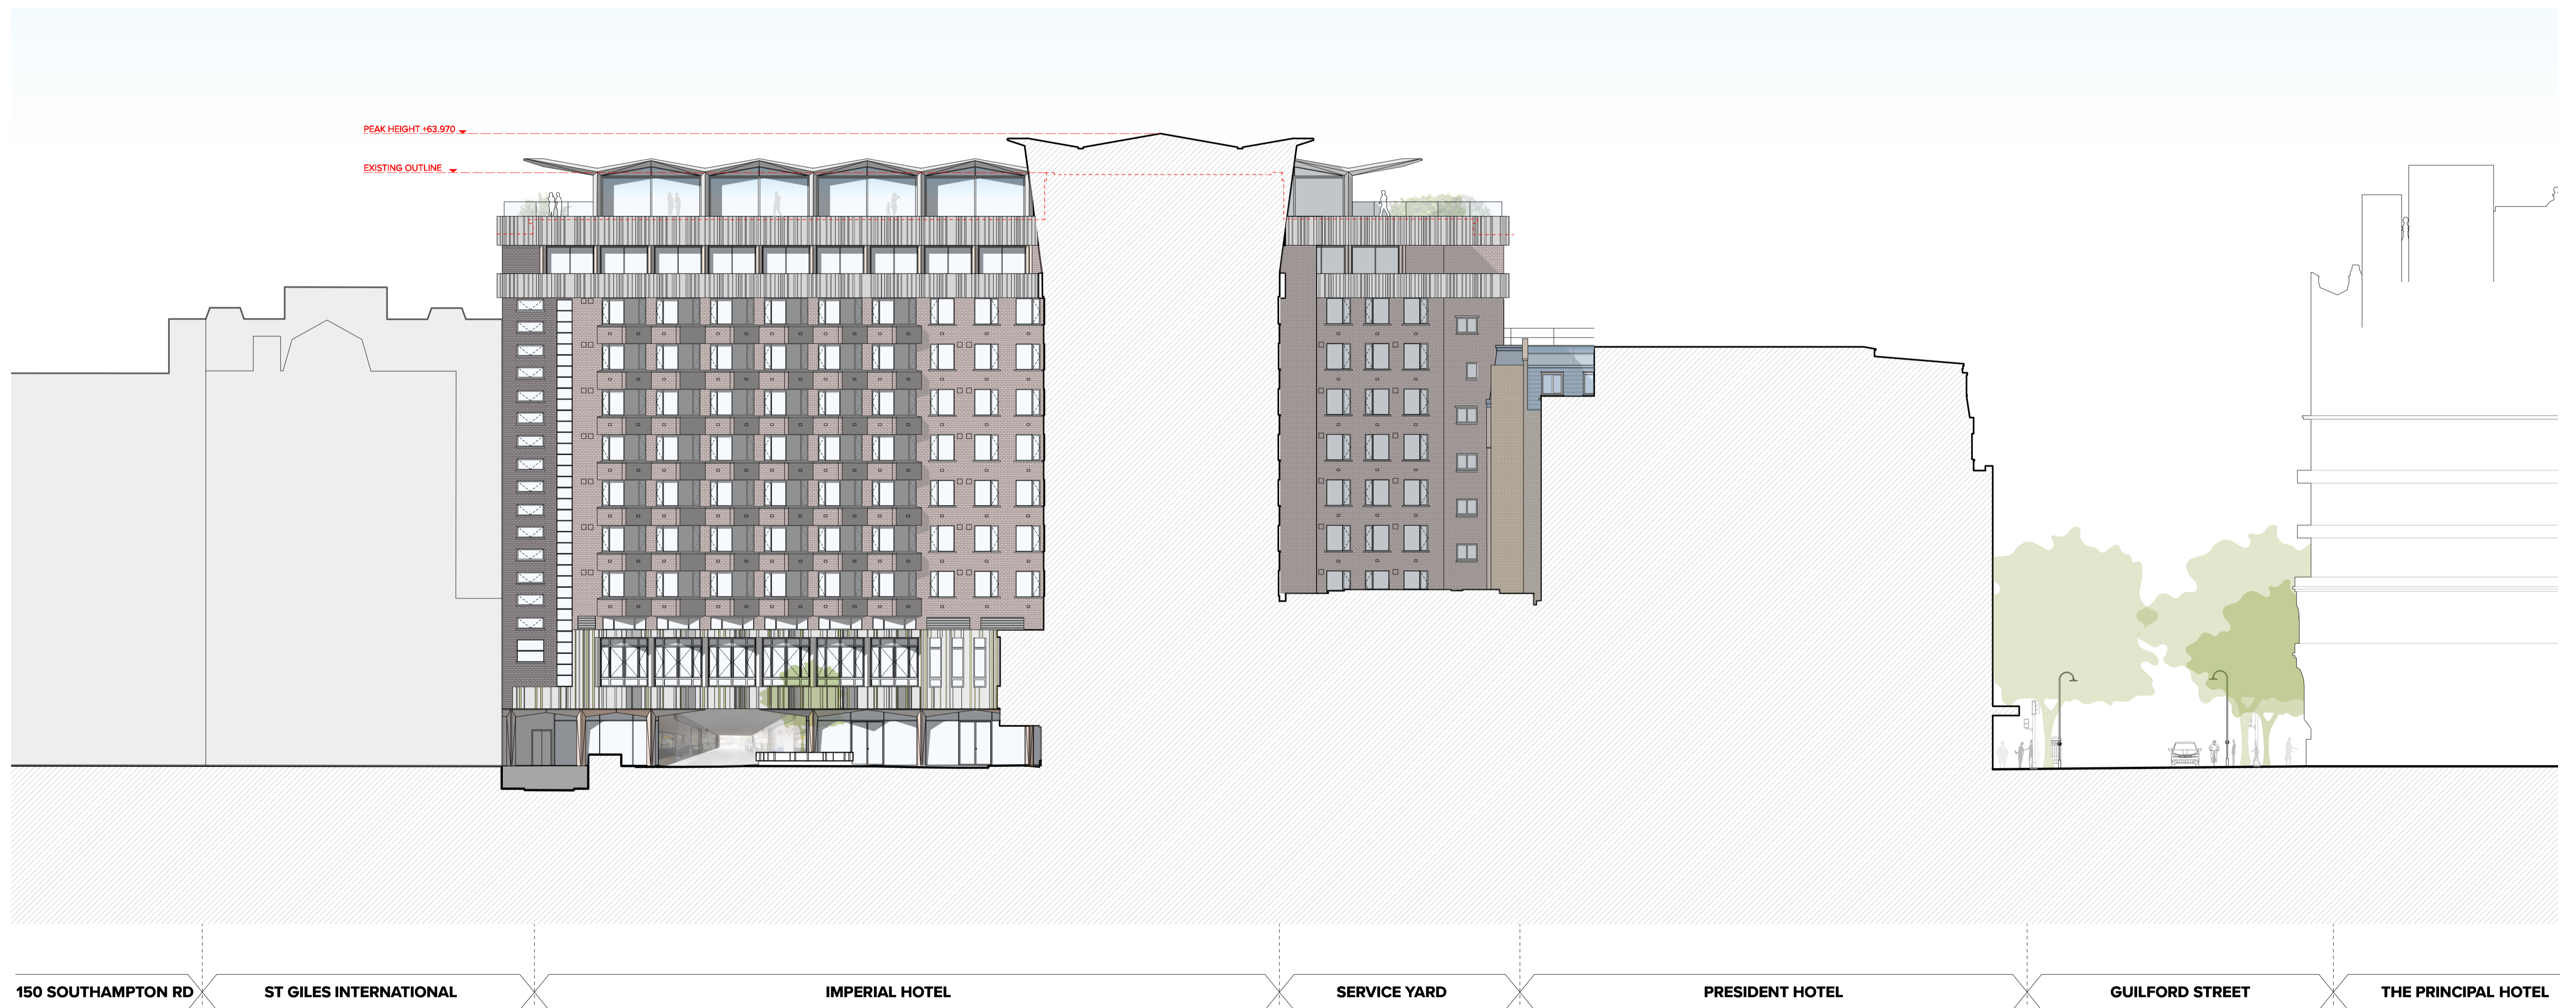 PEAK HEIGHT +63.970
EXISTING OUTLINE
150 SOUTHAMPTON RD
ST GILES INTERNATIONAL
IMPERIAL HOTEL
SERVICE YARD
PRESIDENT HOTEL
GUILFORD STREET
THE PRINCIPAL HOTEL